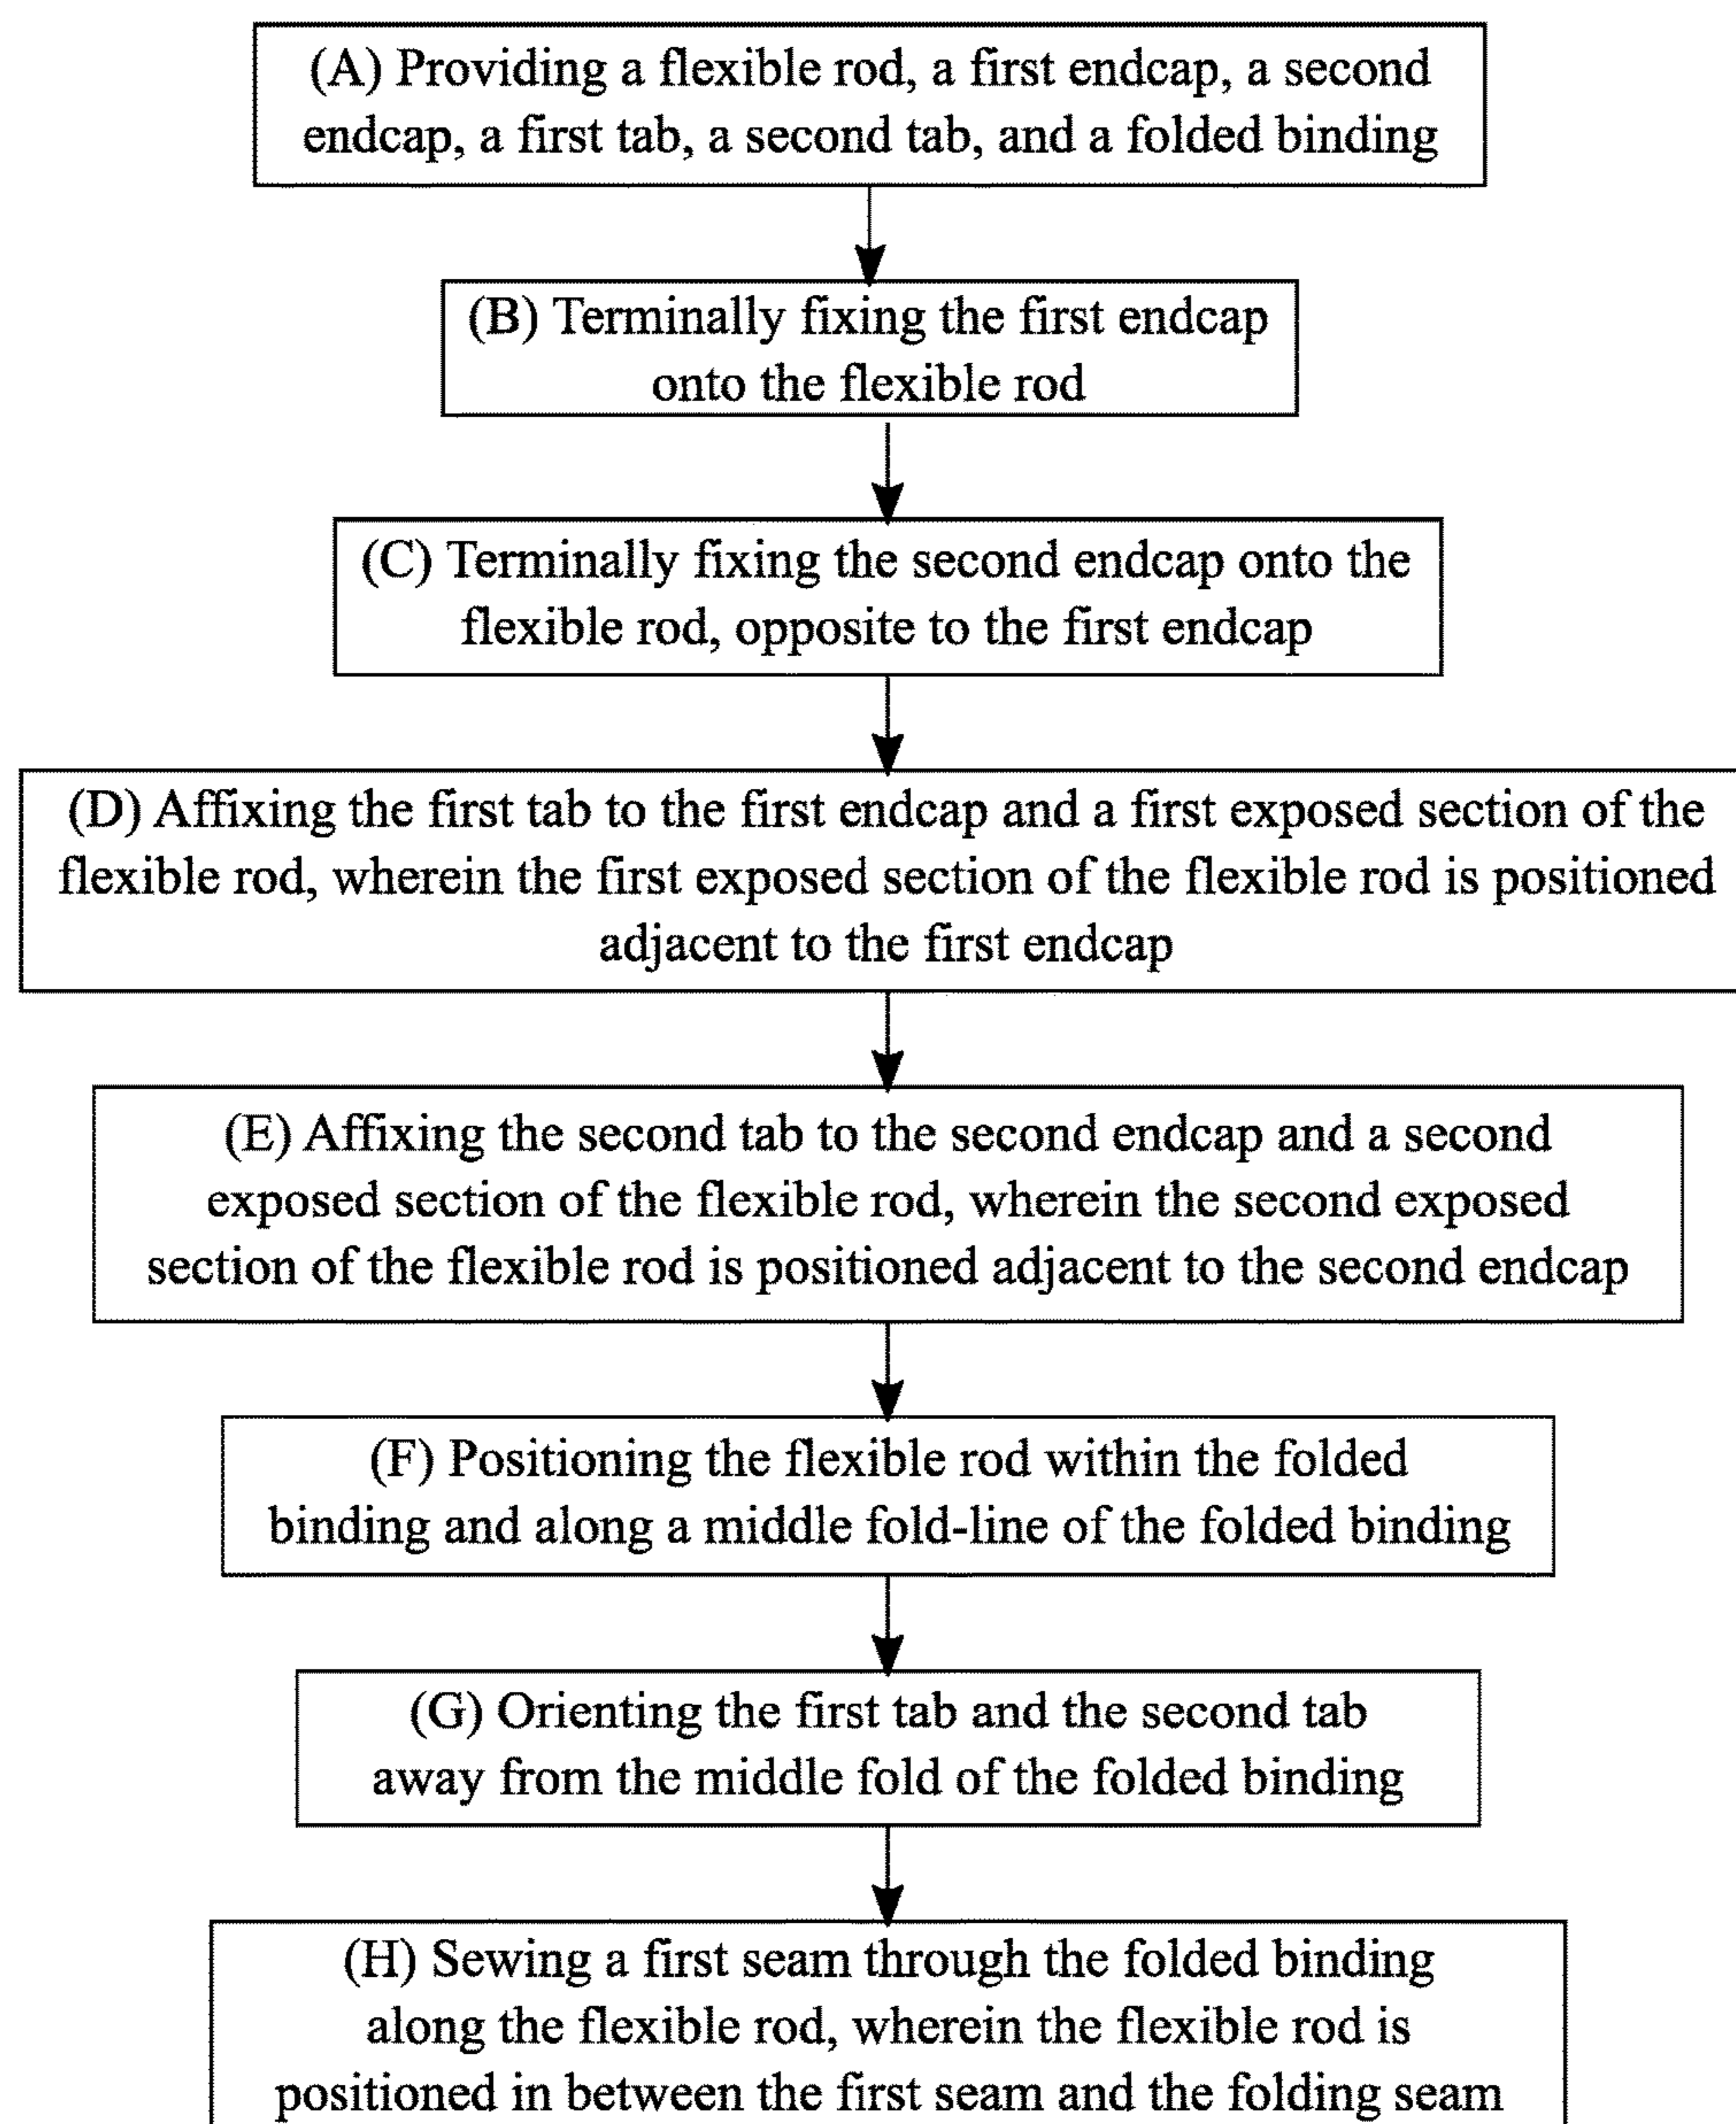 (A) Providing a flexible rod, a first endcap, a second
endcap, a first tab, a second tab, and a folded binding
(B) Terminally fixing the first endcap
onto the flexible rod
(C) Terminally fixing the second endcap onto the
flexible rod, opposite to the first endcap
(D) Affixing the first tab to the first endcap and a first exposed section of the
flexible rod, wherein the first exposed section of the flexible rod is positioned
adjacent to the first endcap
(E) Affixing the second tab to the second endcap and a second
exposed section of the flexible rod, wherein the second exposed
section of the flexible rod is positioned adjacent to the second endcap
(F) Positioning the flexible rod within the folded
binding and along a middle fold-line of the folded binding
(G) Orienting the first tab and the second tab
away from the middle fold of the folded binding
(H) Sewing a first seam through the folded binding
along the flexible rod, wherein the flexible rod is
positioned in between the first seam and the folding seam